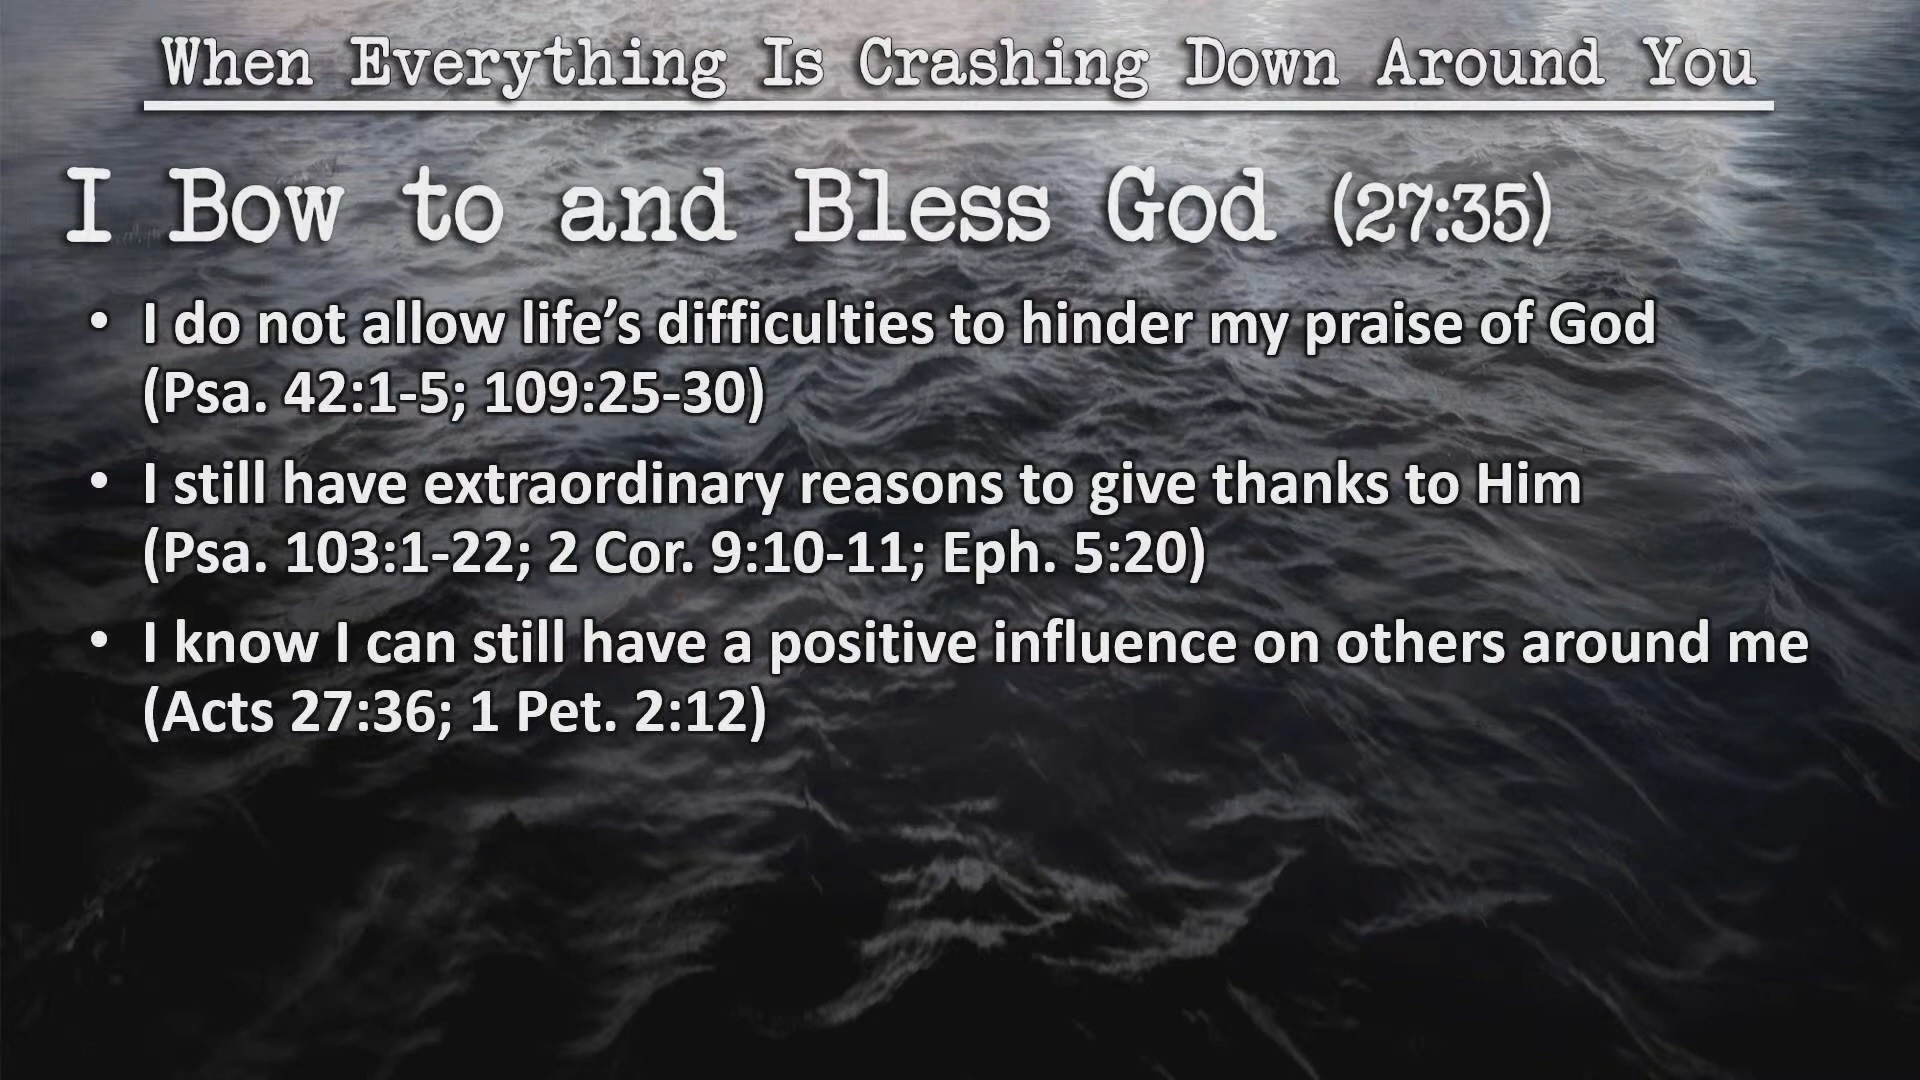 When Everything Is Crashing Down Around You
I Bow to and Bless God (27:35)
• I do not allow life’s difficulties to hinder my praise of God
(Psa. 42:1-5; 109:25-30)
• I still have extraordinary reasons to give thanks to Him
(Psa. 103:1-22; 2 Cor. 9:10-11; Eph. 5:20)
• I know I can still have a positive influence on others around me
(Acts 27:36; 1 Pet. 2:12)